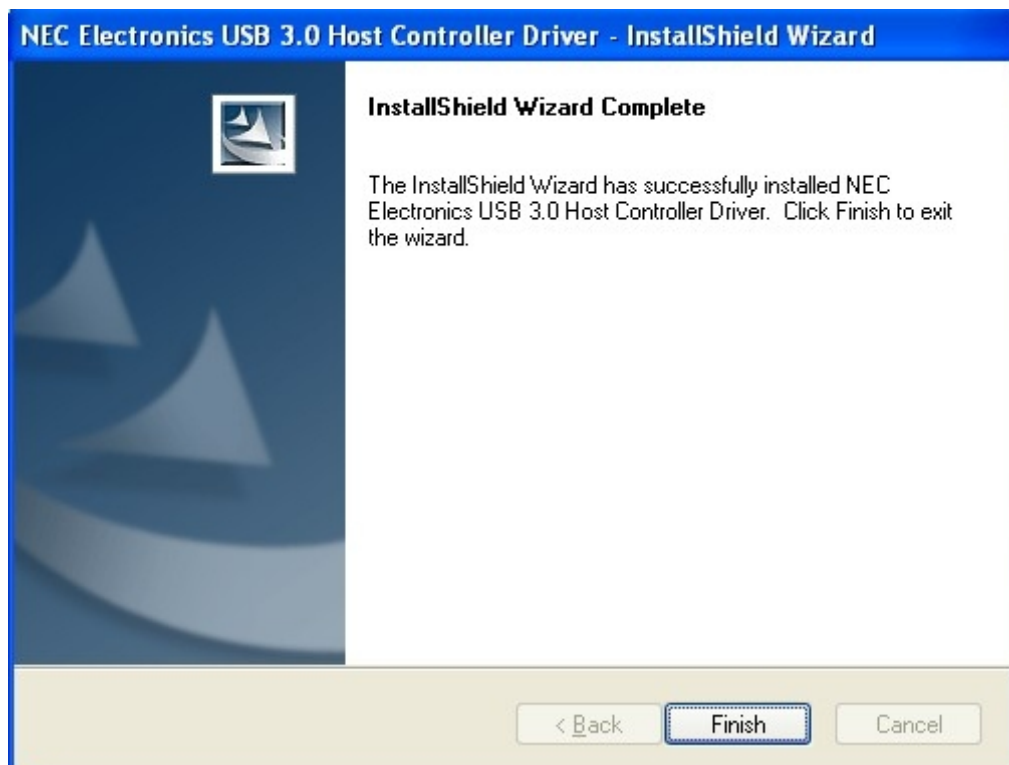 NEC Electronics USB 3.0 Host Controller Driver - InstallShield Wizard
InstallShield Wizard Complete
The InstallShield Wizard has successfully installed NEC
Electronics USB 3.0 Host Controller Driver.  Click Finish to exit
the wizard.
< Back Finish Cancel